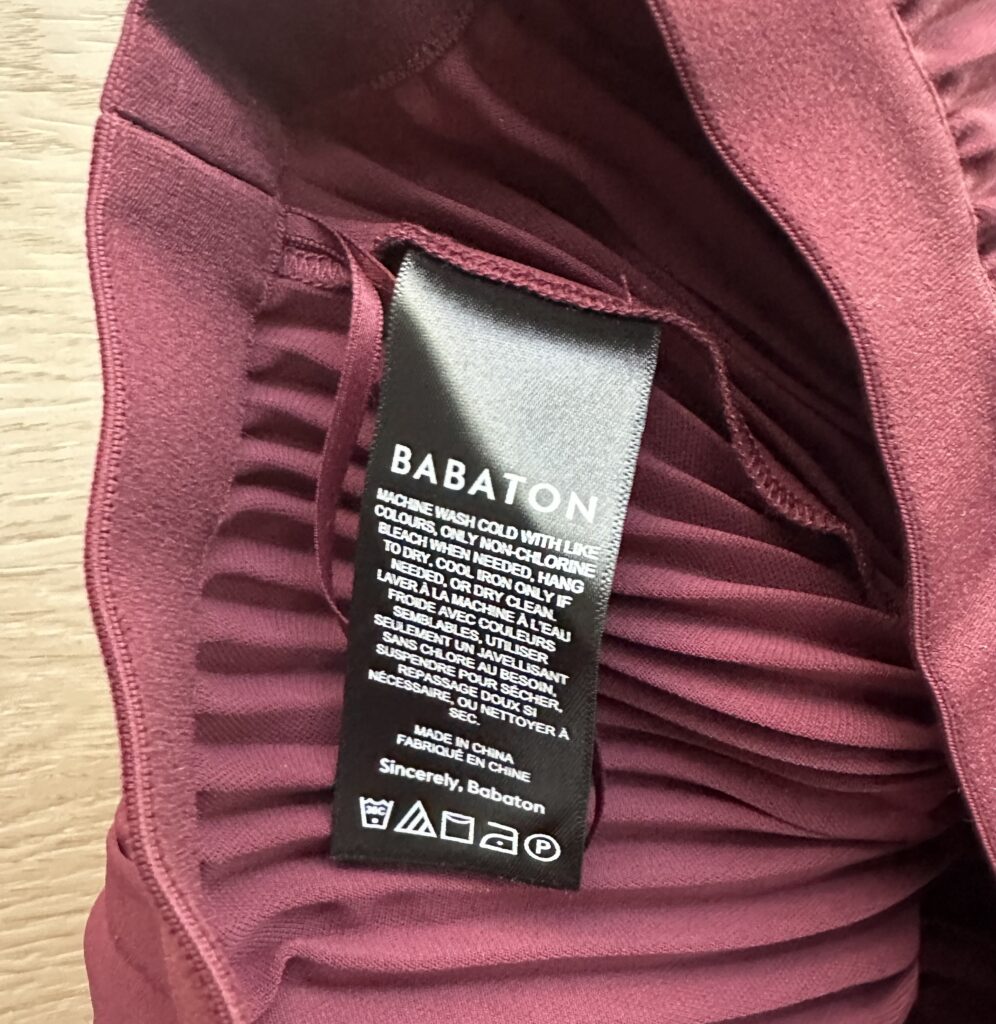 BABATON
MACHINE WASH COLD WITH LIKE
COLOURS, ONLY NON-CHLORINE
BLEACH WHEN NEEDED, HANG
TO DRY, COOL IRON ONLY IF
NEEDED, OR DRY CLEAN.
LAVER À LA MACHINE À L'EAU
FROIDE AVEC COULEURS
SEMBLABLES, UTILISER
SEULEMENT UN JAVELLISANT
SANS CHLORE AU BESOIN,
SUSPENDRE POUR SÉCHER,
REPASSAGE DOUX SI
NÉCESSAIRE, OU NETTOYER À
SEC.
MADE IN CHINA
FABRIQUÉ EN CHINE
Sincerely, Babaton
30C P